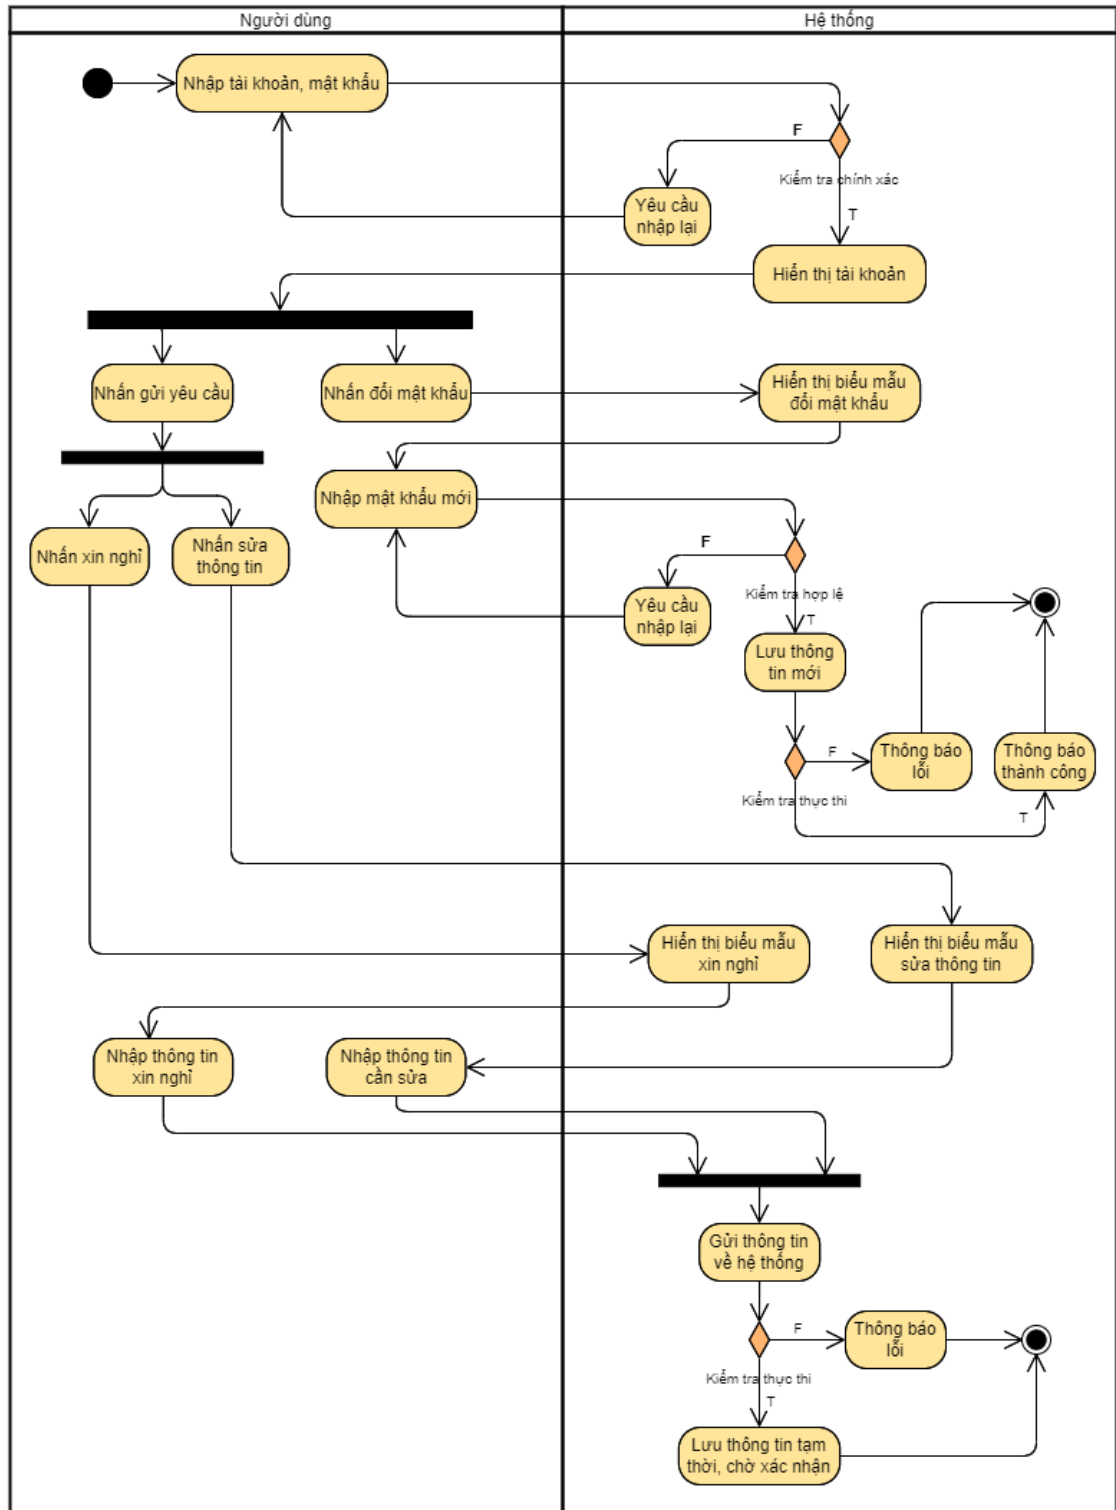 Người dùng
Hệ thống
Nhập tài khoản, mật khẩu
F
Kiểm tra chính xác
Yêu cầu
nhập lại
T
Hiển thị tài khoản
Nhấn gửi yêu cầu
Nhấn đổi mật khẩu
Hiển thị biểu mẫu
đổi mật khẩu
Nhập mật khẩu mới
Nhấn xin nghỉ
Nhấn sửa
thông tin
F
Kiểm tra hợp lệ
Yêu cầu
nhập lại
T
Lưu thông
tin mới
F
Thông báo
lỗi
Thông báo
thành công
Kiểm tra thực thi
T
Hiển thị biểu mẫu
xin nghỉ
Hiển thị biểu mẫu
sửa thông tin
Nhập thông tin
xin nghỉ
Nhập thông tin
cần sửa
Gửi thông tin
về hệ thống
F
Thông báo
lỗi
Kiểm tra thực thi
T
Lưu thông tin tạm
thời, chờ xác nhận